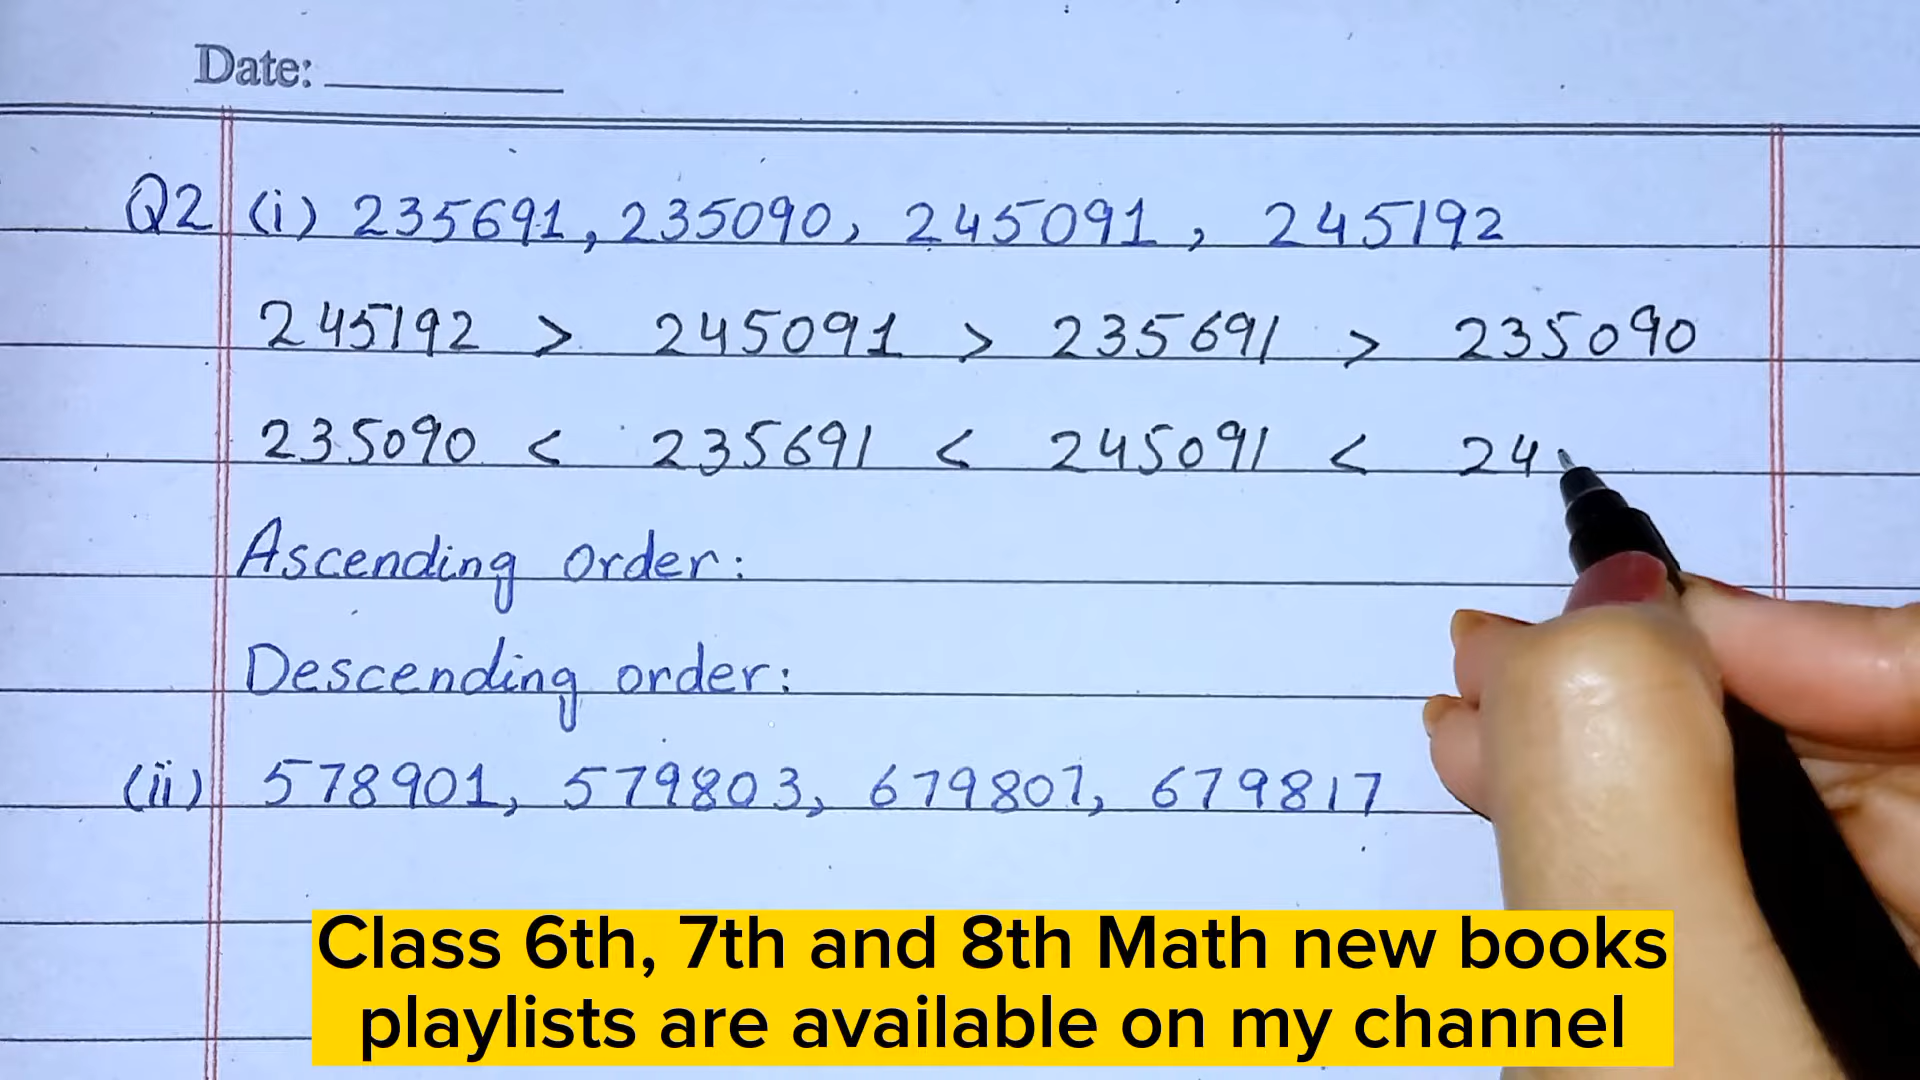 Date:
Q2 (i) 235691, 235090, 245091, 245192
245192 > 245091 > 235691 > 235090
235090 < 235691 < 245091 < 24
Ascending order:
Descending order:
(ii) 578901, 579803, 679807, 679817
Class 6th, 7th and 8th Math new books
playlists are available on my channel